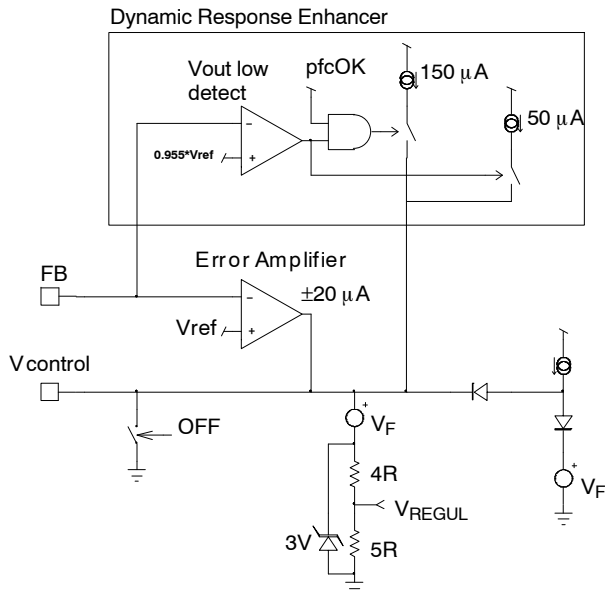 Dynamic Response Enhancer
Vout low
detect
pfcOK
150 µA
50 µA
0.955*Vref
Error Amplifier
FB
±20 µA
Vref
Vcontrol
OFF
VF
4R
VREGUL
3V
5R
VF
-
+
-
+
+
+